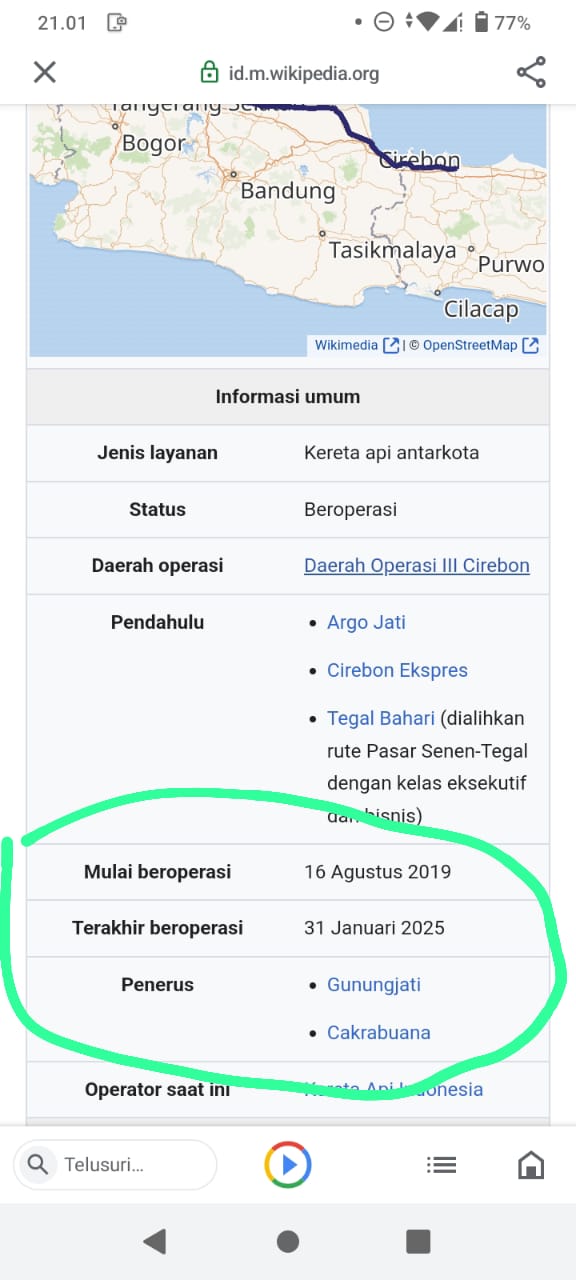 21.01
77%
id.m.wikipedia.org
Tangerang Selatan
Bogor
Cirebon
Bandung
Tasikmalaya
Purwo
Cilacap
Wikimedia | © OpenStreetMap
Informasi umum
Jenis layanan Kereta api antarkota
Status Beroperasi
Daerah operasi Daerah Operasi III Cirebon
Pendahulu • Argo Jati
• Cirebon Ekspres
• Tegal Bahari (dialihkan
rute Pasar Senen-Tegal
dengan kelas eksekutif
dan bisnis)
Mulai beroperasi 16 Agustus 2019
Terakhir beroperasi 31 Januari 2025
Penerus • Gunungjati
• Cakrabuana
Operator saat ini Kereta Api Indonesia
Telusuri...